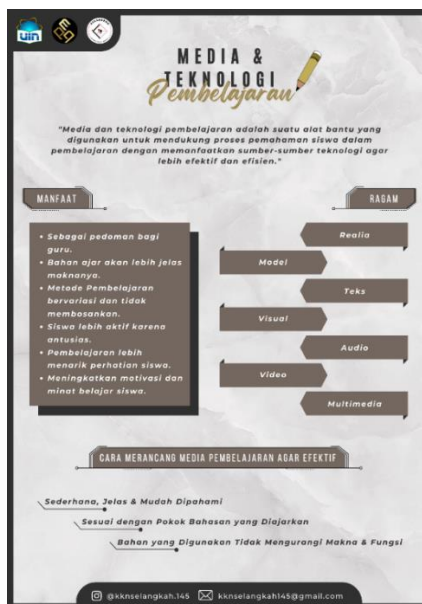 uin
MEDIA &
TEKNOLOGI
Pembelajaran
"Media dan teknologi pembelajaran adalah suatu alat bantu yang
digunakan untuk mendukung proses pemahaman siswa dalam
pembelajaran dengan memanfaatkan sumber-sumber teknologi agar
lebih efektif dan efisien."
MANFAAT
• Sebagai pedoman bagi
guru.
• Bahan ajar akan lebih jelas
maknanya.
• Metode Pembelajaran
bervariasi dan tidak
membosankan.
• Siswa lebih aktif karena
antusias.
• Pembelajaran lebih
menarik perhatian siswa.
• Meningkatkan motivasi dan
minat belajar siswa.
RAGAM
Realia
Model
Teks
Visual
Audio
Video
Multimedia
CARA MERANCANG MEDIA PEMBELAJARAN AGAR EFEKTIF
Sederhana, Jelas & Mudah Dipahami
Sesuai dengan Pokok Bahasan yang Diajarkan
Bahan yang Digunakan Tidak Mengurangi Makna & Fungsi
@kknselangkah.145
kknselangkah145@gmail.com